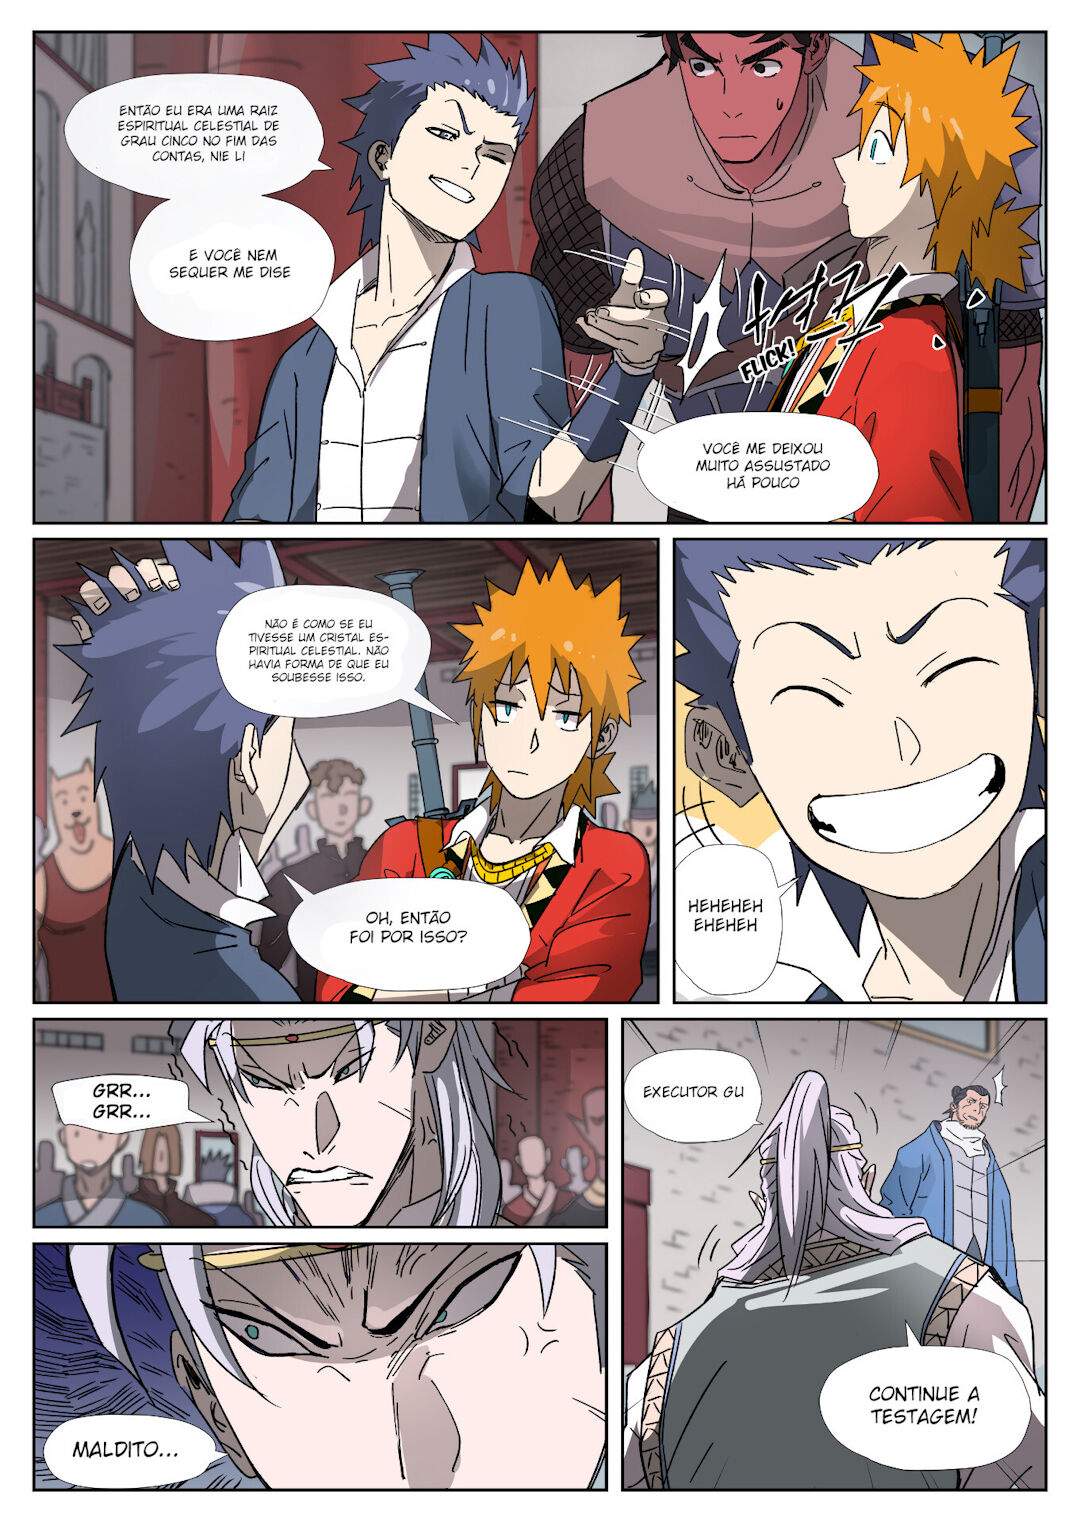 ENTÃO EU ERA UMA RAIZ
ESPIRITUAL CELESTIAL DE
GRAU CINCO NO FIM DAS
CONTAS, NIE LI
E VOCÊ NEM
SEQUER ME DISE
FLICK!
VOCÊ ME DEIXOU
MUITO ASSUSTADO
HÁ POUCO
NÃO É COMO SE EU
TIVESSE UM CRISTAL ES-
PIRITUAL CELESTIAL. NÃO
HAVIA FORMA DE QUE EU
SOUBESSE ISSO.
OH, ENTÃO
FOI POR ISSO?
HEHEHEH
EHEHEH
GRR...
GRR...
EXECUTOR GU
MALDITO...
CONTINUE A
TESTAGEM!